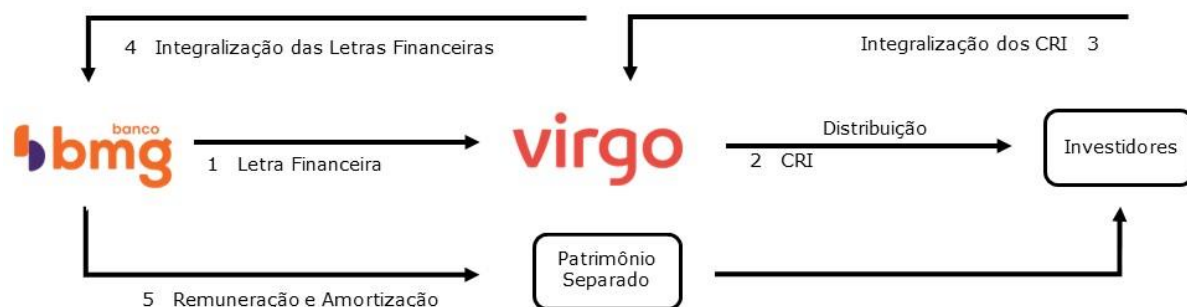 4 Integralização das Letras Financeiras
Integralização dos CRI 3
banco
bmg
1 Letra Financeira
virgo
Distribuição
2 CRI
Investidores
Patrimônio
Separado
5 Remuneração e Amortização